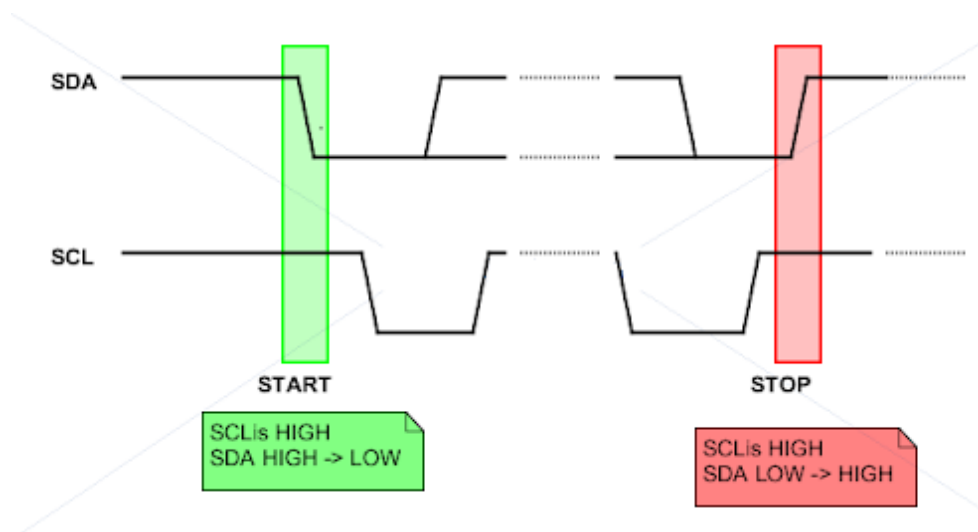 SDA
SCL
START
STOP
SCLis HIGH
SDA HIGH -> LOW
SCLis HIGH
SDA LOW -> HIGH